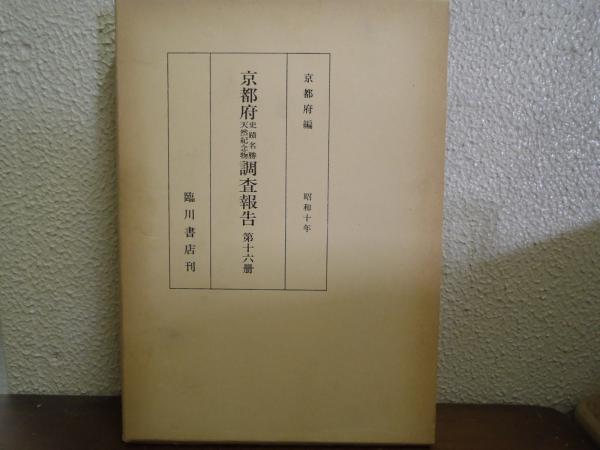 京都府編　昭和十年
京都府史蹟名勝天然紀念物調査報告 第十六册
臨川書店刊